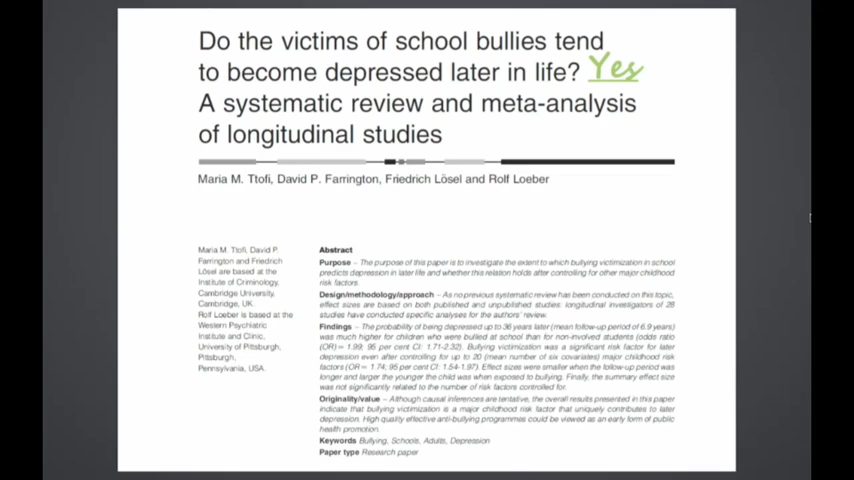 Do the victims of school bullies tend
to become depressed later in life? Yes
A systematic review and meta-analysis
of longitudinal studies
Maria M. Ttofi, David P. Farrington, Friedrich Lösel and Rolf Loeber
Maria M. Ttofi, David P.
Farrington and Friedrich
Lösel are based at the
Institute of Criminology,
Cambridge University,
Cambridge, UK.
Rolf Loeber is based at the
Western Psychiatric
Institute and Clinic,
University of Pittsburgh,
Pittsburgh,
Pennsylvania, USA.
Abstract
Purpose – The purpose of this paper is to investigate the extent to which bullying victimization in school
predicts depression in later life and whether this relation holds after controlling for other major childhood
risk factors.
Design/methodology/approach – As no previous systematic review has been conducted on this topic,
effect sizes are based on both published and unpublished studies: longitudinal investigators of 28
studies have conducted specific analyses for the authors' review.
Findings – The probability of being depressed up to 36 years later (mean follow-up period of 6.9 years)
was much higher for children who were bullied at school than for non-involved students (odds ratio
(OR) = 1.99; 95 per cent CI: 1.71-2.32). Bullying victimization was a significant risk factor for later
depression even after controlling for up to 20 (mean number of six covariates) major childhood risk
factors (OR = 1.74; 95 per cent CI: 1.54-1.97). Effect sizes were smaller when the follow-up period was
longer and larger the younger the child was when exposed to bullying. Finally, the summary effect size
was not significantly related to the number of risk factors controlled for.
Originality/value – Although causal inferences are tentative, the overall results presented in this paper
indicate that bullying victimization is a major childhood risk factor that uniquely contributes to later
depression. High quality effective anti-bullying programmes could be viewed as an early form of public
health promotion.
Keywords Bullying, Schools, Adults, Depression
Paper type Research paper